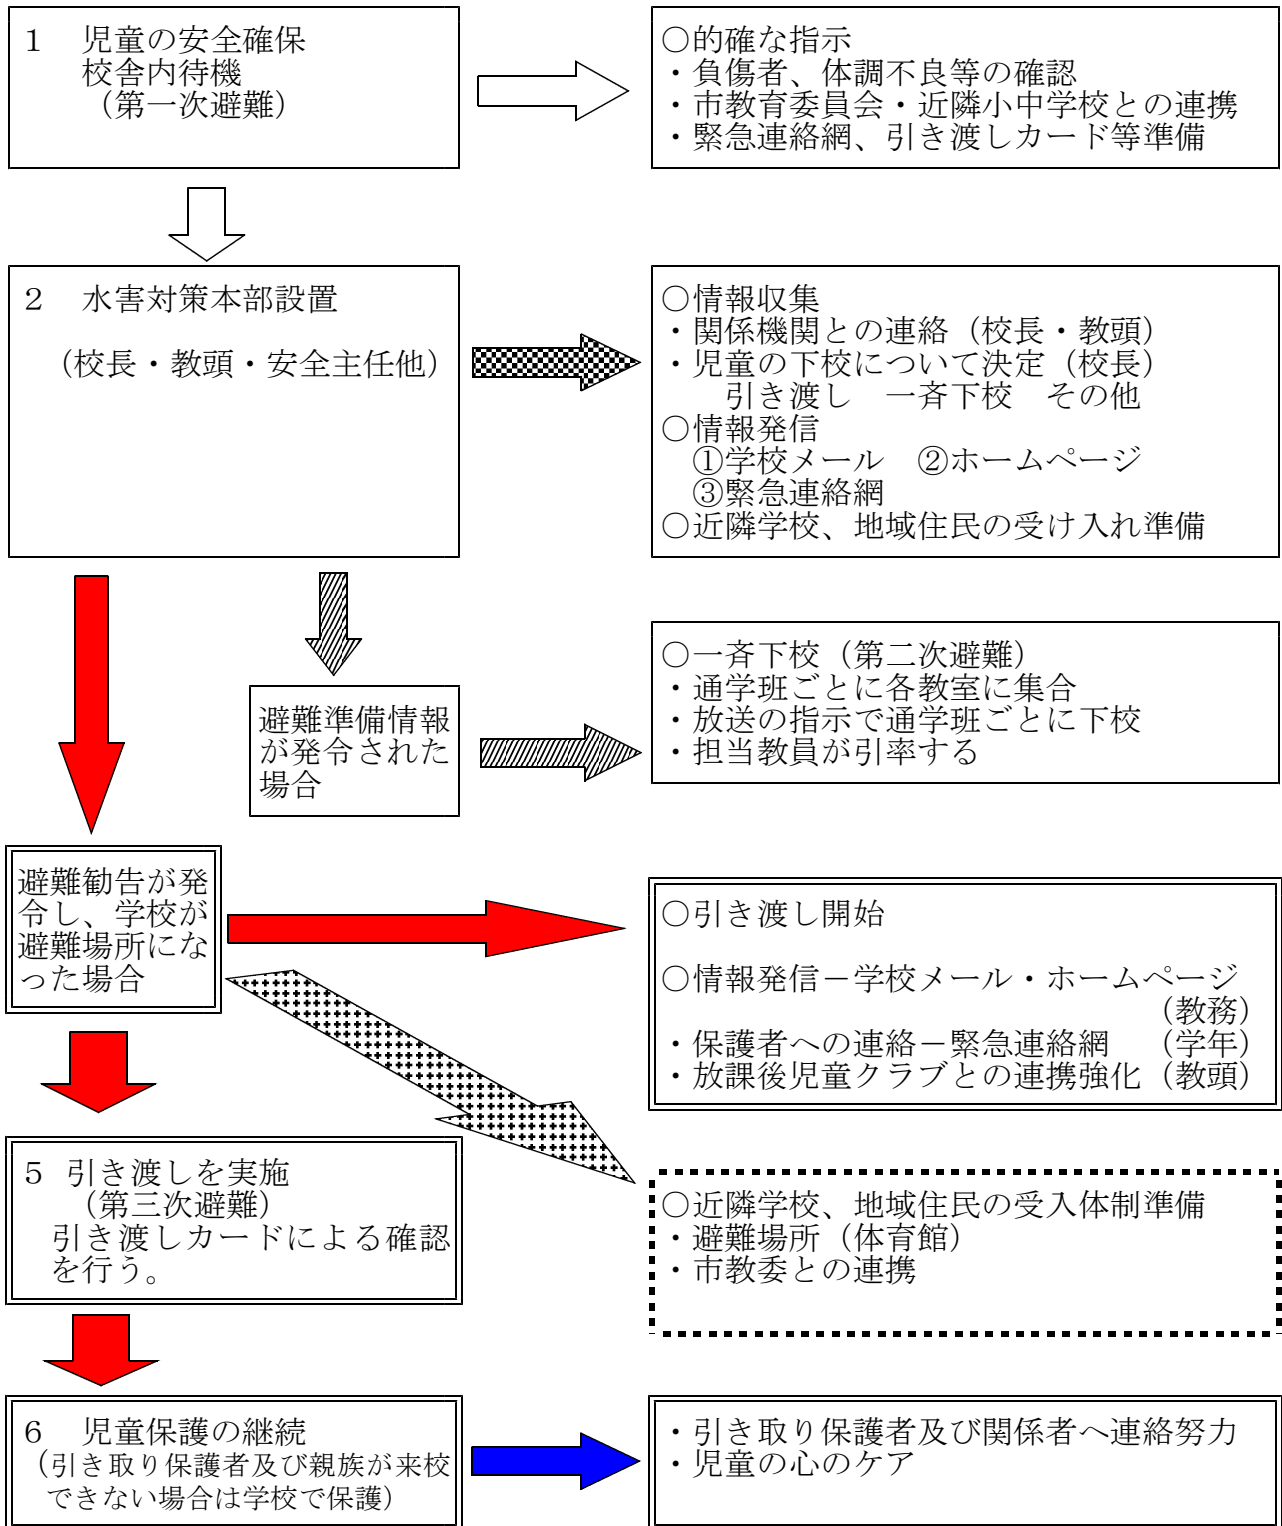 １　児童の安全確保
校舎内待機
（第一次避難）
○的確な指示
・負傷者、体調不良等の確認
・市教育委員会・近隣小中学校との連携
・緊急連絡網、引き渡しカード等準備
２　水害対策本部設置
（校長・教頭・安全主任他）
○情報収集
・関係機関との連絡（校長・教頭）
・児童の下校について決定（校長）
引き渡し　一斉下校　その他
○情報発信
①学校メール　②ホームページ
③緊急連絡網
○近隣学校、地域住民の受け入れ準備
避難準備情報
が発令された
場合
○一斉下校（第二次避難）
・通学班ごとに各教室に集合
・放送の指示で通学班ごとに下校
・担当教員が引率する
避難勧告が発
令し、学校が
避難場所にな
った場合
○引き渡し開始
○情報発信－学校メール・ホームページ
（教務）
・保護者への連絡－緊急連絡網　（学年）
・放課後児童クラブとの連携強化（教頭）
５ 引き渡しを実施
（第三次避難）
引き渡しカードによる確認
を行う。
○近隣学校、地域住民の受入体制準備
・避難場所（体育館）
・市教委との連携
６　児童保護の継続
（引き取り保護者及び親族が来校
できない場合は学校で保護）
・引き取り保護者及び関係者へ連絡努力
・児童の心のケア